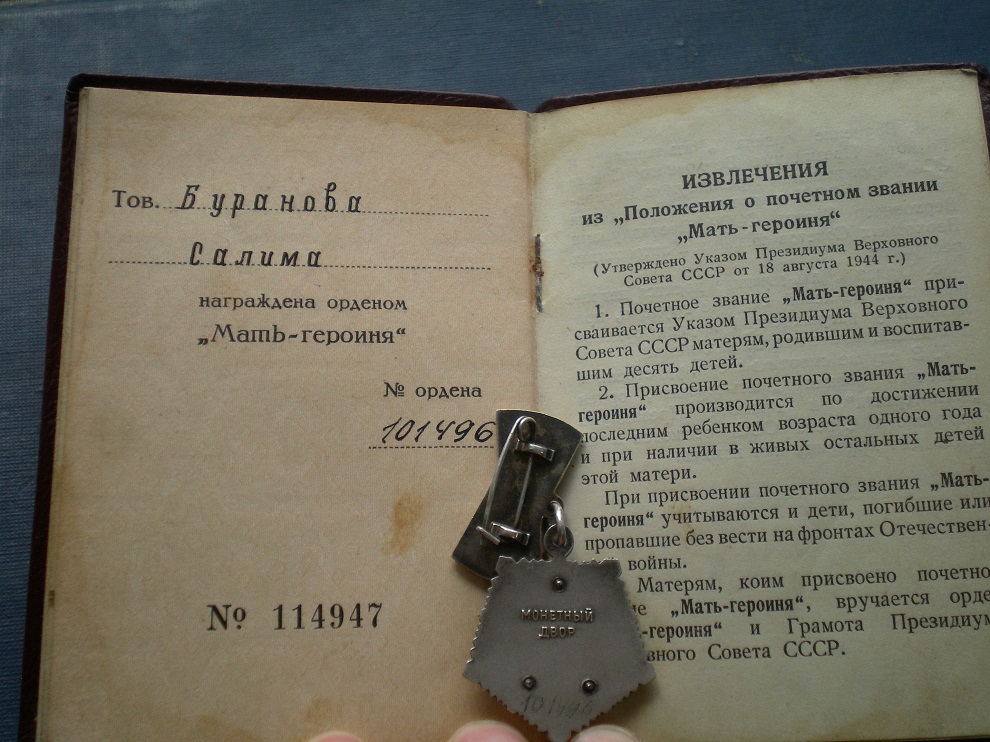 Тов. Буранова
Салима
награждена орденом
„Мать-героиня“
№ ордена
101496
№ 114947
ИЗВЛЕЧЕНИЯ
из „Положения о почетном звании
„Мать-героиня“
(Утверждено Указом Президиума Верховного
Совета СССР от 18 августа 1944 г.)
1. Почетное звание „Мать-героиня“ при-
сваивается Указом Президиума Верховного
Совета СССР матерям, родившим и воспитав-
шим десять детей.
2. Присвоение почетного звания „Мать-
героиня“ производится по достижении
последним ребенком возраста одного года
и при наличии в живых остальных детей
этой матери.
При присвоении почетного звания „Мать-
героиня“ учитываются и дети, погибшие или
пропавшие без вести на фронтах Отечествен-
войны.
Матерям, коим присвоено почетно
е „Мать-героиня“, вручается орде
-героиня“ и Грамота Президиум
вного Совета СССР.
МОНЕТНЫЙ
ДВОР
101496